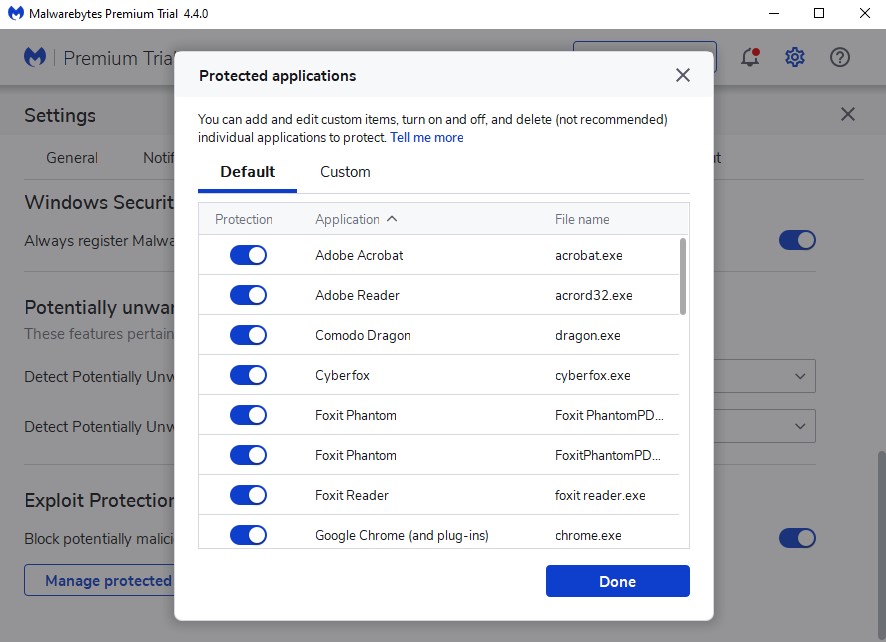 Malwarebytes Premium Trial 4.4.0
Premium Trial
Protected applications
Settings
You can add and edit custom items, turn on and off, and delete (not recommended)
individual applications to protect. Tell me more
General
Default Custom
Windows Securit
Protection Application File name
Always register Malwa
Adobe Acrobat acrobat.exe
Adobe Reader acrord32.exe
Potentially unwan
These features pertain
Comodo Dragon dragon.exe
Detect Potentially Unw
Cyberfox cyberfox.exe
Foxit Phantom Foxit PhantomPD...
Detect Potentially Unw
Foxit Phantom FoxitPhantomPD...
Exploit Protection
Foxit Reader foxit reader.exe
Block potentially malici
Google Chrome (and plug-ins) chrome.exe
Manage protected
Done